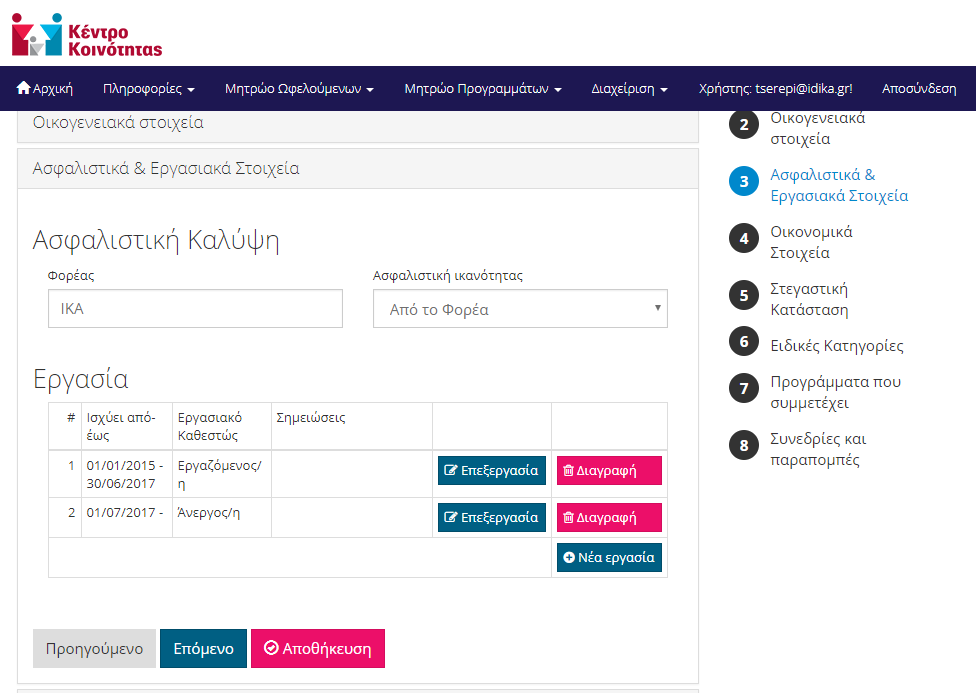 Κέντρο
Κοινότητας
Αρχική Πληροφορίες Μητρώο Ωφελούμενων Μητρώο Προγραμμάτων Διαχείριση Χρήστης: tserepi@idika.gr! Αποσύνδεση
Οικογενειακά στοιχεία
Ασφαλιστικά & Εργασιακά Στοιχεία
Ασφαλιστική Καλύψη
Φορέας Ασφαλιστική ικανότητας
ΙΚΑ Από το Φορέα
Εργασία
# Ισχύει από- Εργασιακό Σημειώσεις
έως Καθεστώς
1 01/01/2015 - Εργαζόμενος/ Επεξεργασία Διαγραφή
30/06/2017 η
2 01/07/2017 - Άνεργος/η Επεξεργασία Διαγραφή
Νέα εργασία
Προηγούμενο Επόμενο Αποθήκευση
2 Οικογενειακά
στοιχεία
3 Ασφαλιστικά &
Εργασιακά Στοιχεία
4 Οικονομικά
Στοιχεία
5 Στεγαστική
Κατάσταση
6 Ειδικές Κατηγορίες
7 Προγράμματα που
συμμετέχει
8 Συνεδρίες και
παραπομπές